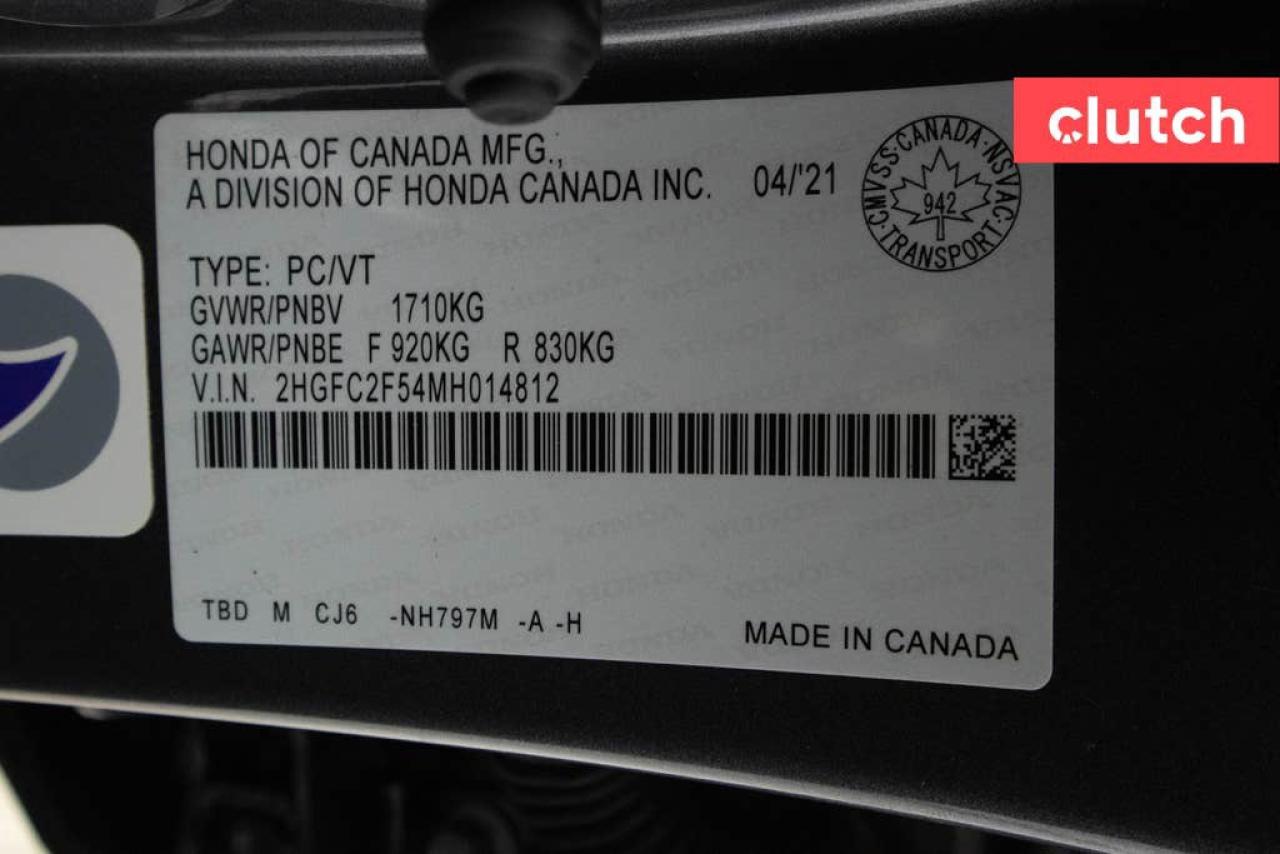 clutch
HONDA OF CANADA MFG.,
A DIVISION OF HONDA CANADA INC. 04/'21
CMVSS·CANADA·NSVAC·TRANSPORT·
942
TYPE: PC/VT
GVWR/PNBV 1710KG
GAWR/PNBE F 920KG R 830KG
V.I.N. 2HGFC2F54MH014812
TBD M CJ6 -NH797M -A -H
MADE IN CANADA